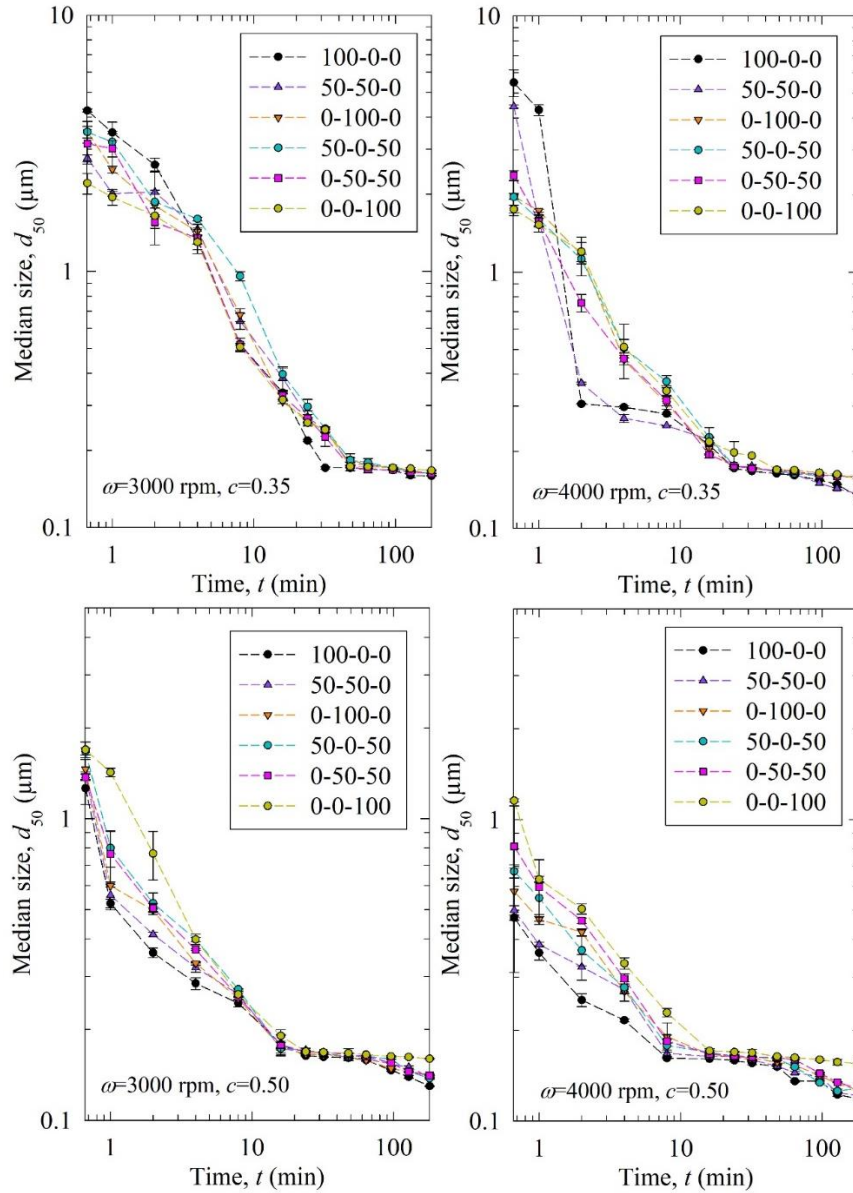 10
1
0.1
Median size, d50 (μm)
100-0-0
50-50-0
0-100-0
50-0-50
0-50-50
0-0-100
ω=3000 rpm, c=0.35
1 10 100
Time, t (min)
10
1
0.1
Median size, d50 (μm)
100-0-0
50-50-0
0-100-0
50-0-50
0-50-50
0-0-100
ω=4000 rpm, c=0.35
1 10 100
Time, t (min)
1
0.1
Median size, d50 (μm)
100-0-0
50-50-0
0-100-0
50-0-50
0-50-50
0-0-100
ω=3000 rpm, c=0.50
1 10 100
Time, t (min)
1
0.1
Median size, d50 (μm)
100-0-0
50-50-0
0-100-0
50-0-50
0-50-50
0-0-100
ω=4000 rpm, c=0.50
1 10 100
Time, t (min)